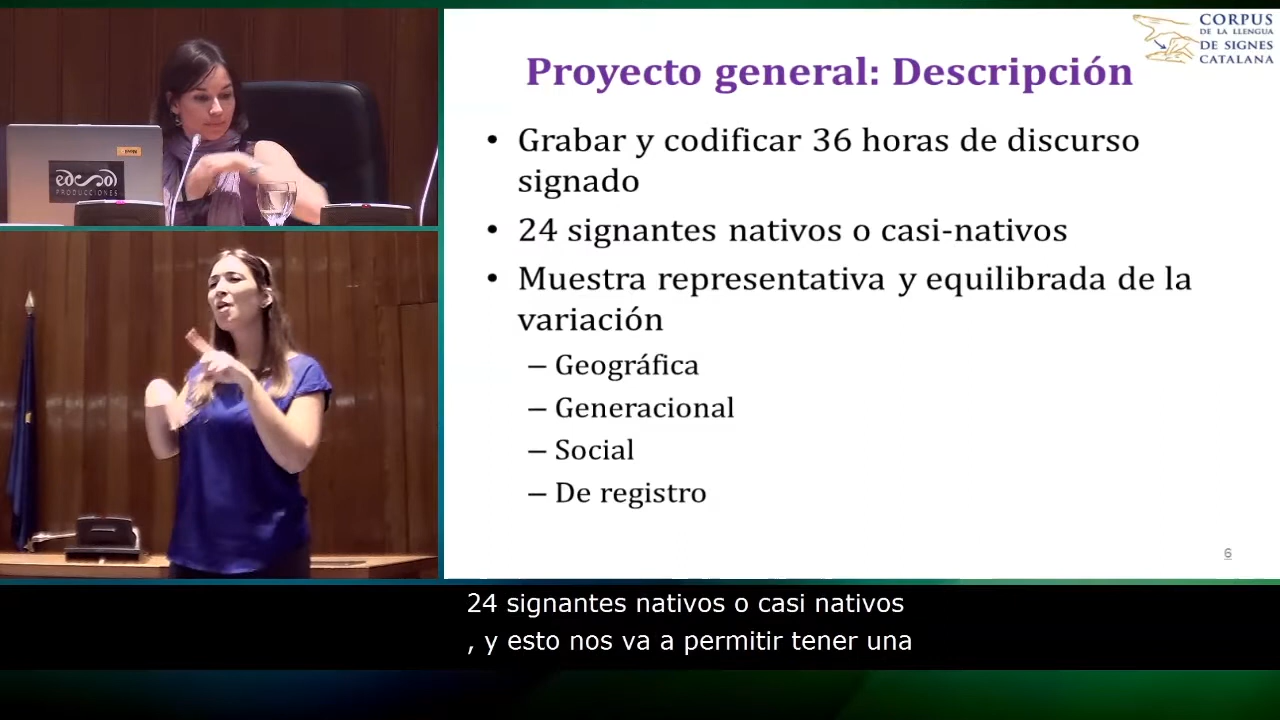 CORPUS
DE LA LLENGUA
DE SIGNES
CATALANA
Proyecto general: Descripción
• Grabar y codificar 36 horas de discurso
signado
• 24 signantes nativos o casi-nativos
• Muestra representativa y equilibrada de la
variación
– Geográfica
– Generacional
– Social
– De registro
6
PRODUCCIONES
24 signantes nativos o casi nativos
, y esto nos va a permitir tener una